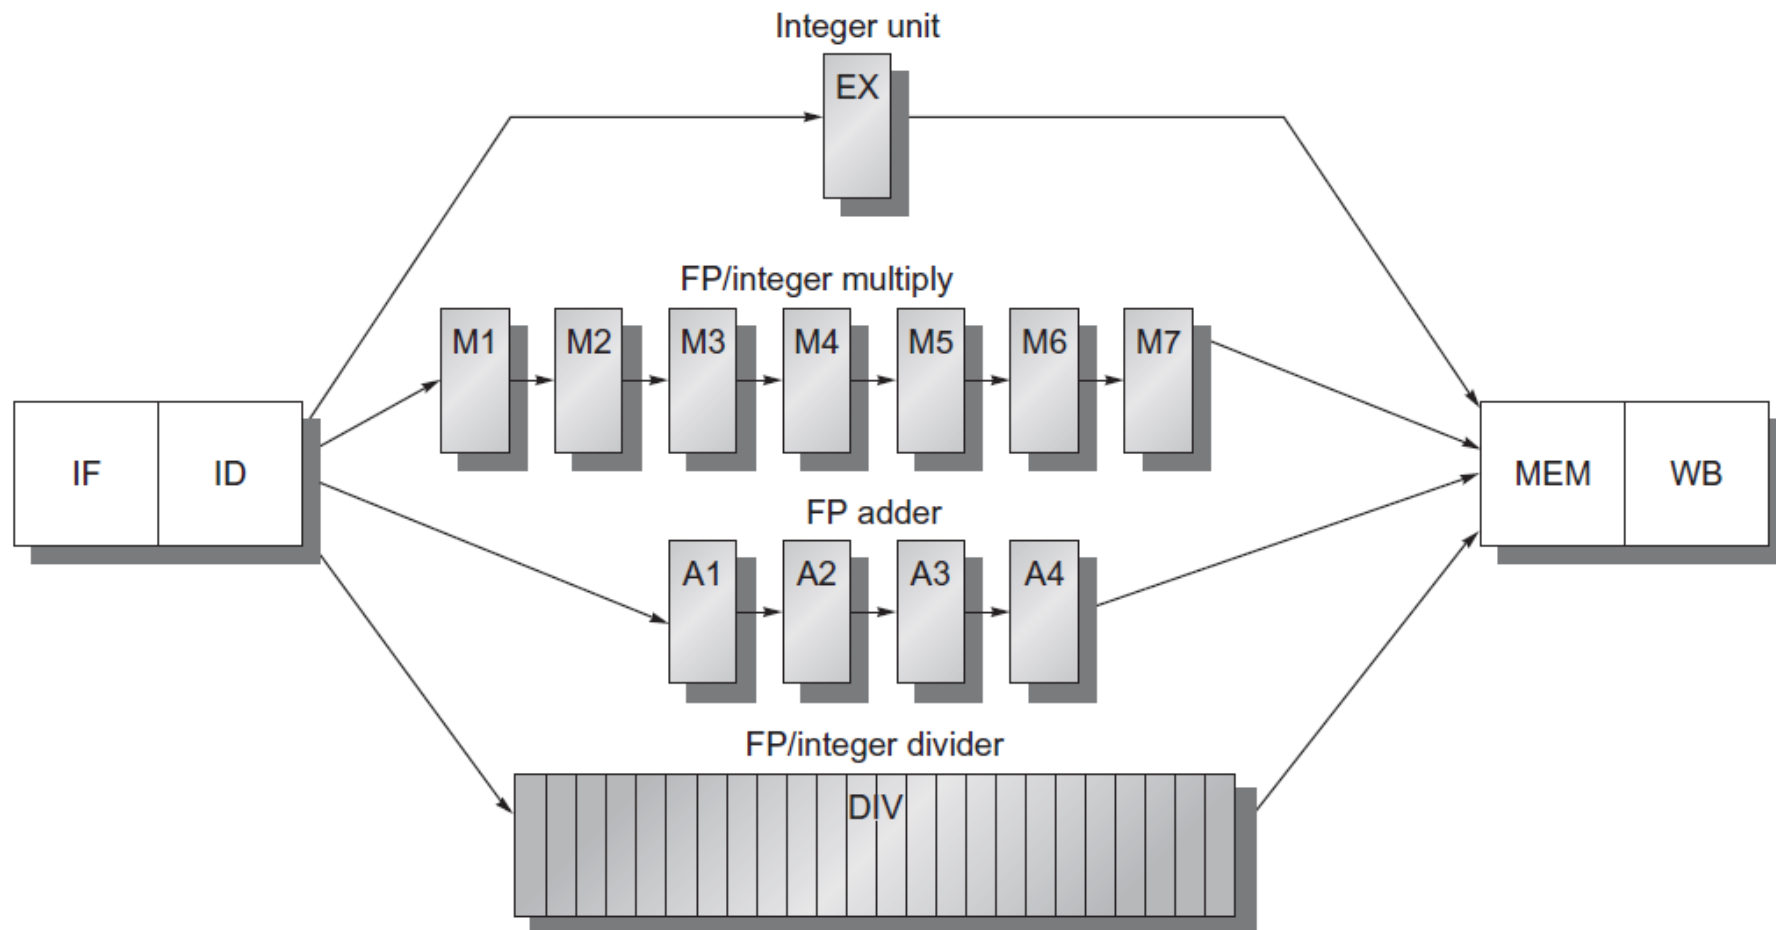 Integer unit
EX
FP/integer multiply
M1 M2 M3 M4 M5 M6 M7
IF ID
MEM WB
FP adder
A1 A2 A3 A4
FP/integer divider
DIV